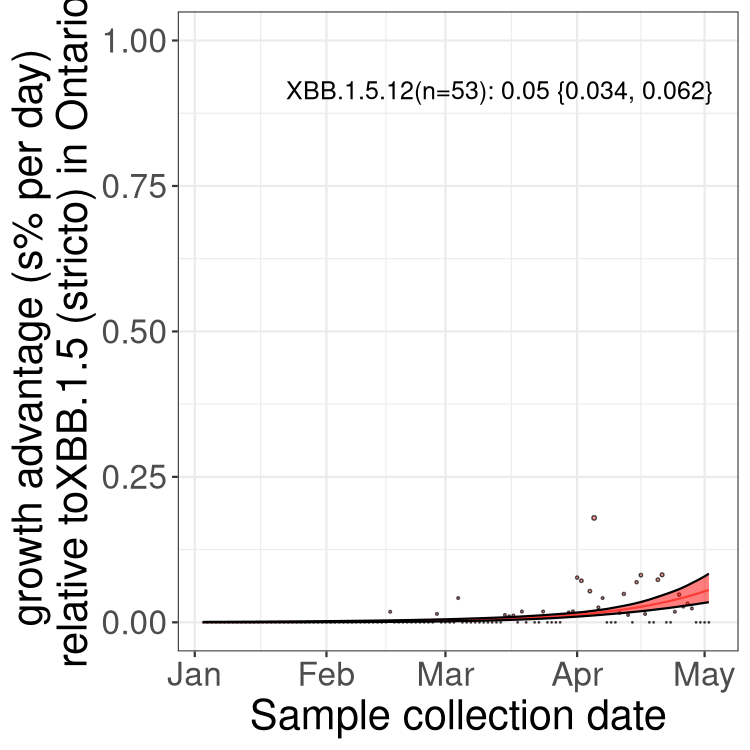 growth advantage (s% per day)
relative toXBB.1.5 (stricto) in Ontario
1.00
XBB.1.5.12(n=53): 0.05 {0.034, 0.062}
0.75
0.50
0.25
0.00
Jan Feb Mar Apr May
Sample collection date